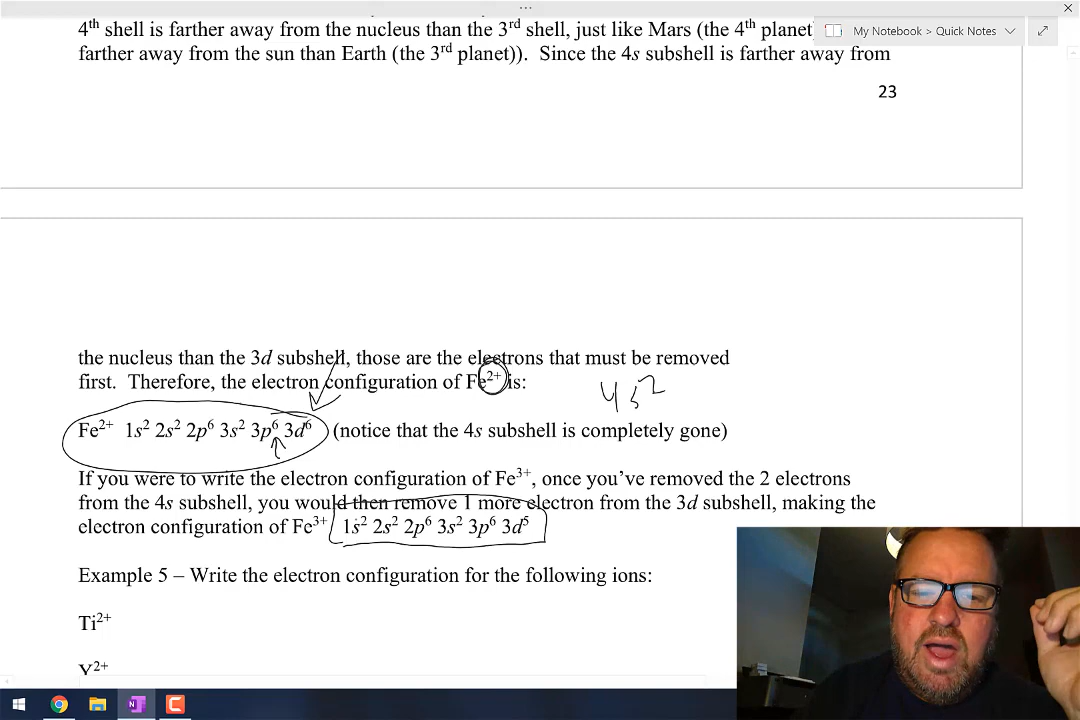 4th shell is farther away from the nucleus than the 3rd shell, just like Mars (the 4th planet)
My Notebook > Quick Notes
farther away from the sun than Earth (the 3rd planet)). Since the 4s subshell is farther away from
23
the nucleus than the 3d subshell, those are the electrons that must be removed
first. Therefore, the electron configuration of Fe2+ is:
4s2
Fe2+ 1s2 2s2 2p6 3s2 3p6 3d6 (notice that the 4s subshell is completely gone)
If you were to write the electron configuration of Fe3+, once you've removed the 2 electrons
from the 4s subshell, you would then remove 1 more electron from the 3d subshell, making the
electron configuration of Fe3+ 1s2 2s2 2p6 3s2 3p6 3d5
Example 5 – Write the electron configuration for the following ions:
Ti2+
Y2+